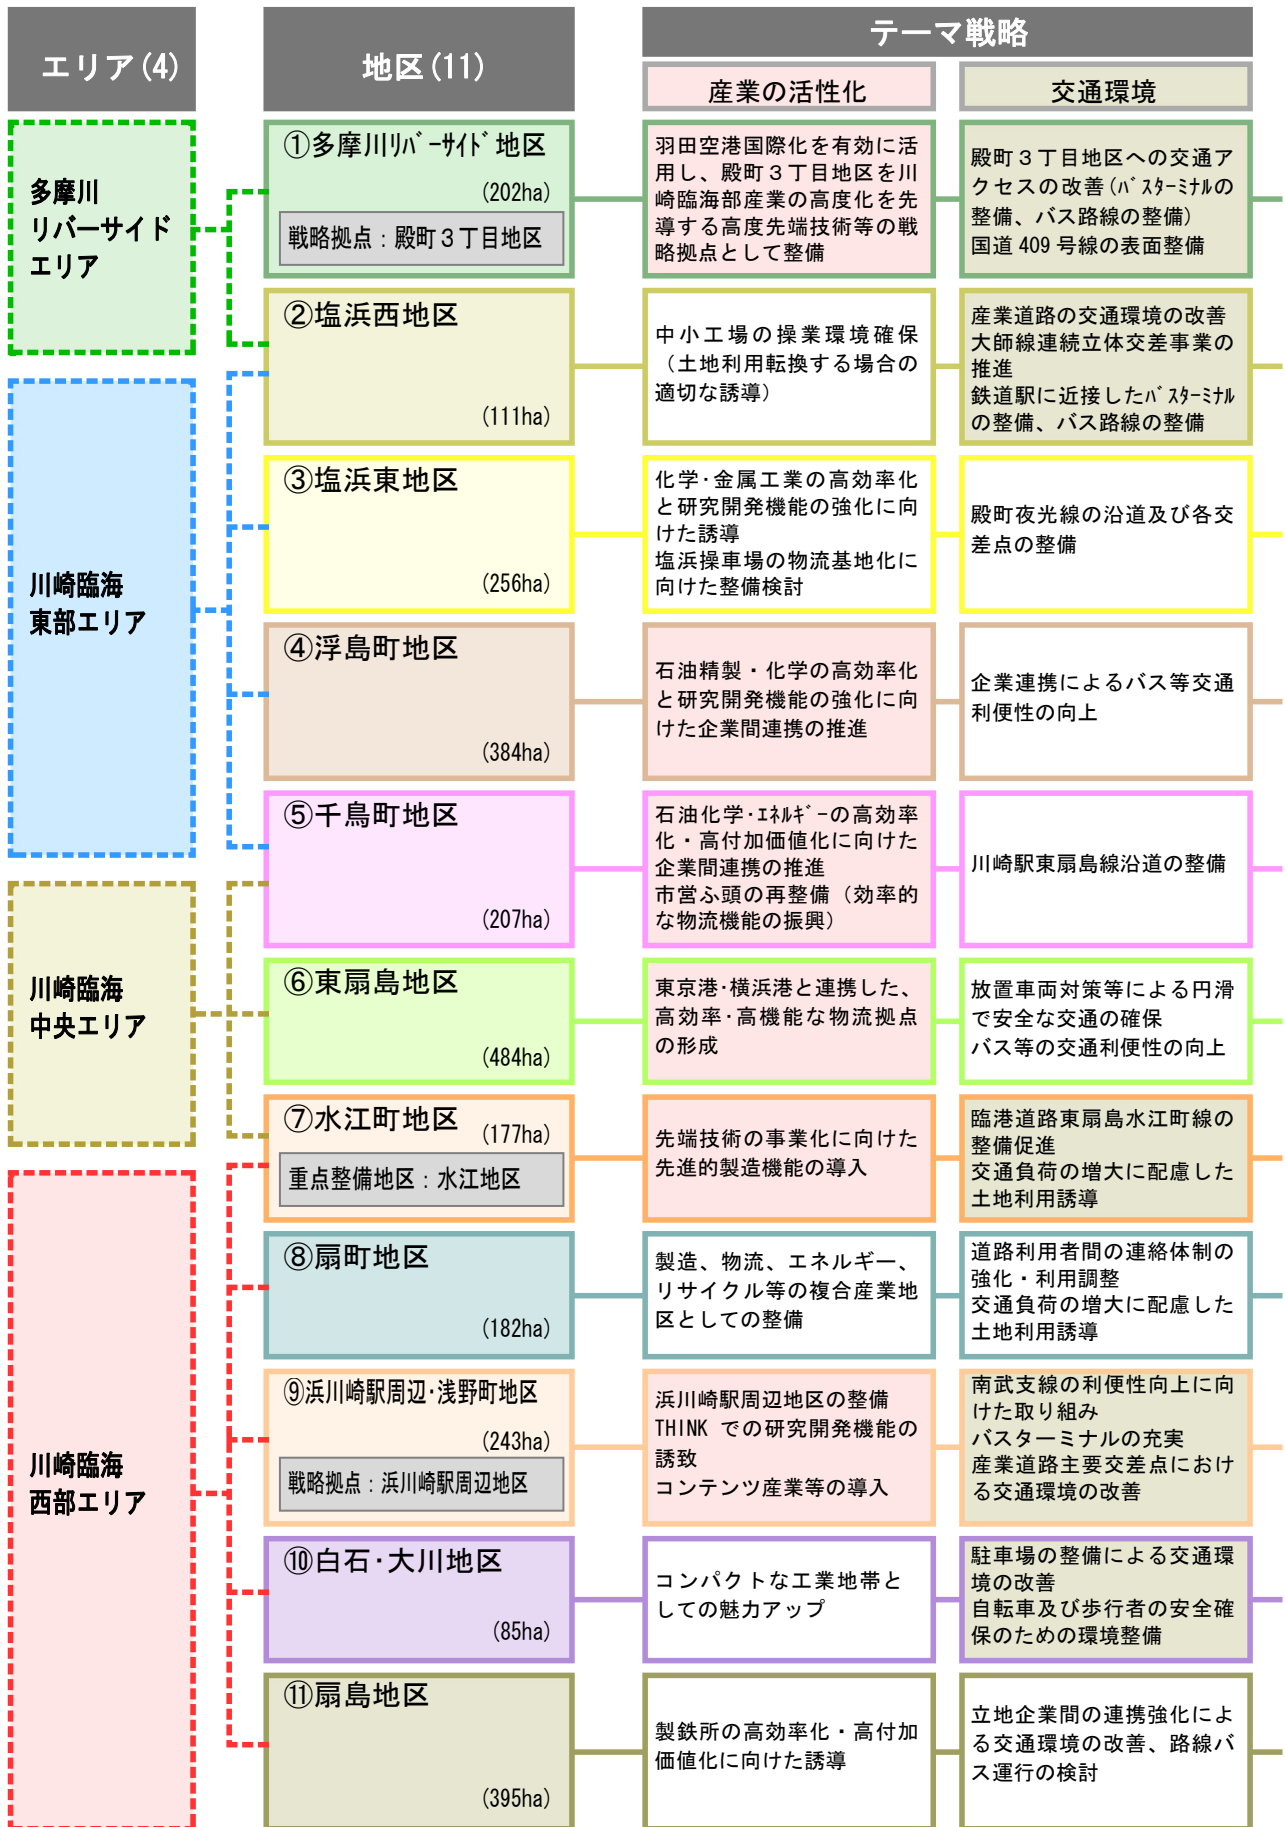 エリア(4)
地区(11)
テーマ戦略
産業の活性化
交通環境
多摩川
リバーサイド
エリア
①多摩川ﾘﾊﾞｰｻｲﾄﾞ地区
(202ha)
戦略拠点：殿町３丁目地区
羽田空港国際化を有効に活
用し、殿町３丁目地区を川
崎臨海部産業の高度化を先
導する高度先端技術等の戦
略拠点として整備
殿町３丁目地区への交通ア
クセスの改善(ﾊﾞｽﾀｰﾐﾅﾙの
整備、バス路線の整備)
国道 409 号線の表面整備
②塩浜西地区
(111ha)
中小工場の操業環境確保
（土地利用転換する場合の
適切な誘導）
産業道路の交通環境の改善
大師線連続立体交差事業の
推進
鉄道駅に近接したﾊﾞｽﾀｰﾐﾅﾙ
の整備、バス路線の整備
川崎臨海
東部エリア
③塩浜東地区
(256ha)
化学･金属工業の高効率化
と研究開発機能の強化に向
けた誘導
塩浜操車場の物流基地化に
向けた整備検討
殿町夜光線の沿道及び各交
差点の整備
④浮島町地区
(384ha)
石油精製・化学の高効率化
と研究開発機能の強化に向
けた企業間連携の推進
企業連携によるバス等交通
利便性の向上
⑤千鳥町地区
(207ha)
石油化学･ｴﾈﾙｷﾞｰの高効率
化・高付加価値化に向けた
企業間連携の推進
市営ふ頭の再整備（効率的
な物流機能の振興）
川崎駅東扇島線沿道の整備
川崎臨海
中央エリア
⑥東扇島地区
(484ha)
東京港･横浜港と連携した、
高効率･高機能な物流拠点
の形成
放置車両対策等による円滑
で安全な交通の確保
バス等の交通利便性の向上
⑦水江町地区
(177ha)
重点整備地区：水江地区
先端技術の事業化に向けた
先進的製造機能の導入
臨港道路東扇島水江町線の
整備促進
交通負荷の増大に配慮した
土地利用誘導
川崎臨海
西部エリア
⑧扇町地区
(182ha)
製造、物流、エネルギー、
リサイクル等の複合産業地
区としての整備
道路利用者間の連絡体制の
強化・利用調整
交通負荷の増大に配慮した
土地利用誘導
⑨浜川崎駅周辺･浅野町地区
(243ha)
戦略拠点：浜川崎駅周辺地区
浜川崎駅周辺地区の整備
THINK での研究開発機能の
誘致
コンテンツ産業等の導入
南武支線の利便性向上に向
けた取り組み
バスターミナルの充実
産業道路主要交差点におけ
る交通環境の改善
⑩白石･大川地区
(85ha)
コンパクトな工業地帯と
しての魅力アップ
駐車場の整備による交通環
境の改善
自転車及び歩行者の安全確
保のための環境整備
⑪扇島地区
(395ha)
製鉄所の高効率化・高付加
価値化に向けた誘導
立地企業間の連携強化によ
る交通環境の改善、路線バ
ス運行の検討